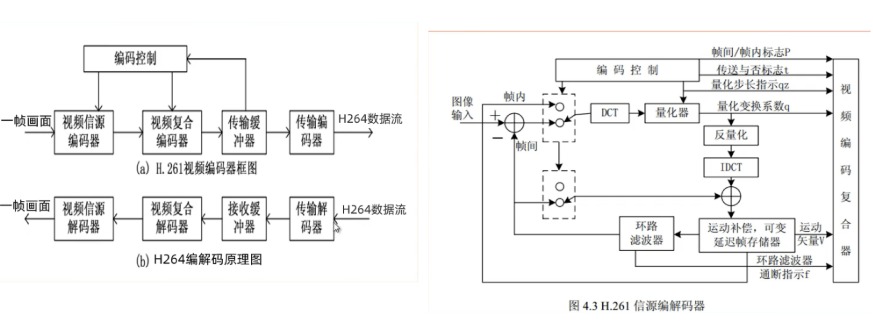 编码控制
一帧画面
视频信源
编码器
视频复合
编码器
传输缓
冲器
传输编
码器
H264数据流
(a) H.261视频编码器框图
一帧画面
视频信源
解码器
视频复合
解码器
接收缓
冲器
传输解
码器
H264数据流
(b) H264编解码原理图
帧间/帧内标志P
编 码 控 制
传送与否标志t
量化步长指示qz
帧内
图像
输入
+
−
帧间
DCT
量化器
量化变换系数q
反量化
IDCT
环路
滤波器
运动补偿，可变
延迟帧存储器
运动
矢量V
环路滤波器
通断指示f
视频编码复合器
图 4.3 H.261 信源编解码器